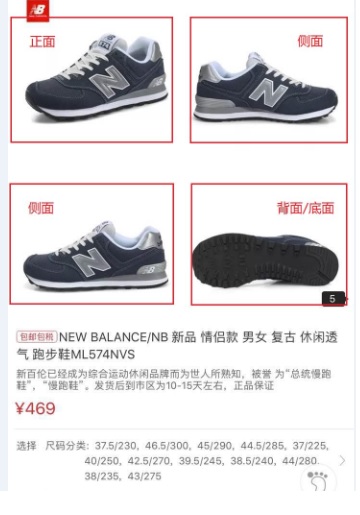 NB
正面
侧面
侧面
背面/底面
5
包邮包税 NEW BALANCE/NB 新品 情侣款 男女 复古 休闲透
气 跑步鞋ML574NVS
新百伦已经成为综合运动休闲品牌而为世人所熟知，被誉 为“总统慢跑
鞋”，“慢跑鞋”。发货后到市区为10-15天左右，正品保证
¥469
选择 尺码分类: 37.5/230, 46.5/300, 45/290, 44.5/285, 37/225,
40/250, 42.5/270, 39.5/245, 38.5/240, 44/280,
38/235, 43/275